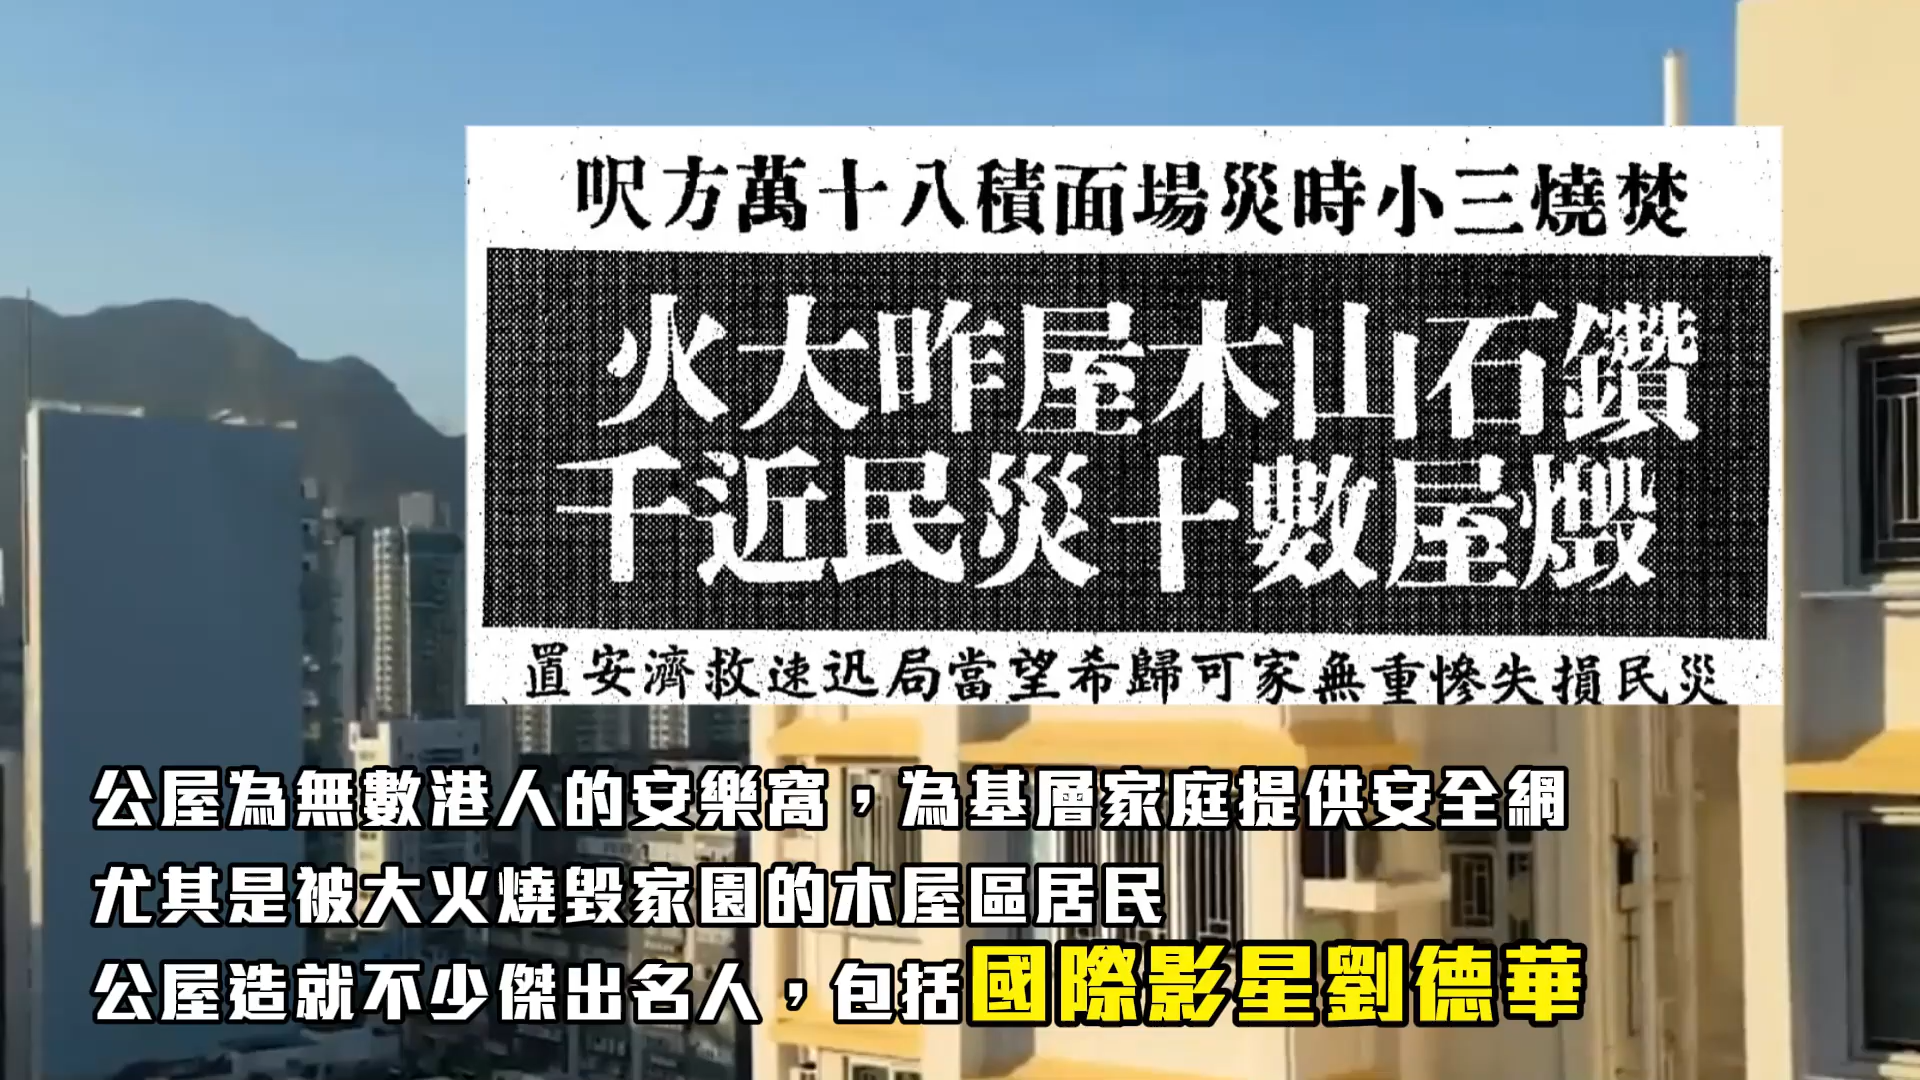 焚燒三小時災場面積八十萬方呎
鑽石山木屋昨大火
燬屋數十災民近千
災民損失慘重無家可歸希望當局迅速救濟安置
公屋為無數港人的安樂窩，為基層家庭提供安全網
尤其是被大火燒毀家園的木屋區居民
公屋造就不少傑出名人，包括國際影星劉德華